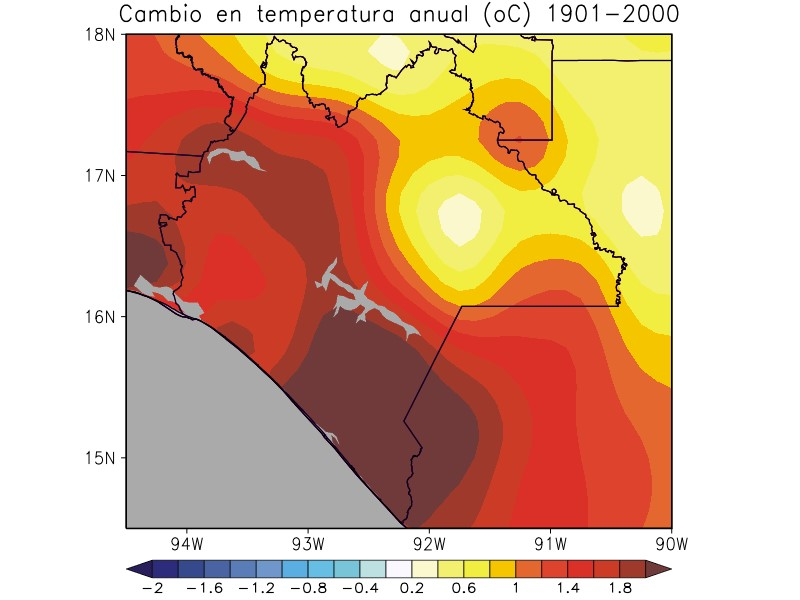 Cambio en temperatura anual (oC) 1901-2000
18N
17N
16N
15N
94W 93W 92W 91W 90W
-2 -1.6 -1.2 -0.8 -0.4 0.2 0.6 1 1.4 1.8